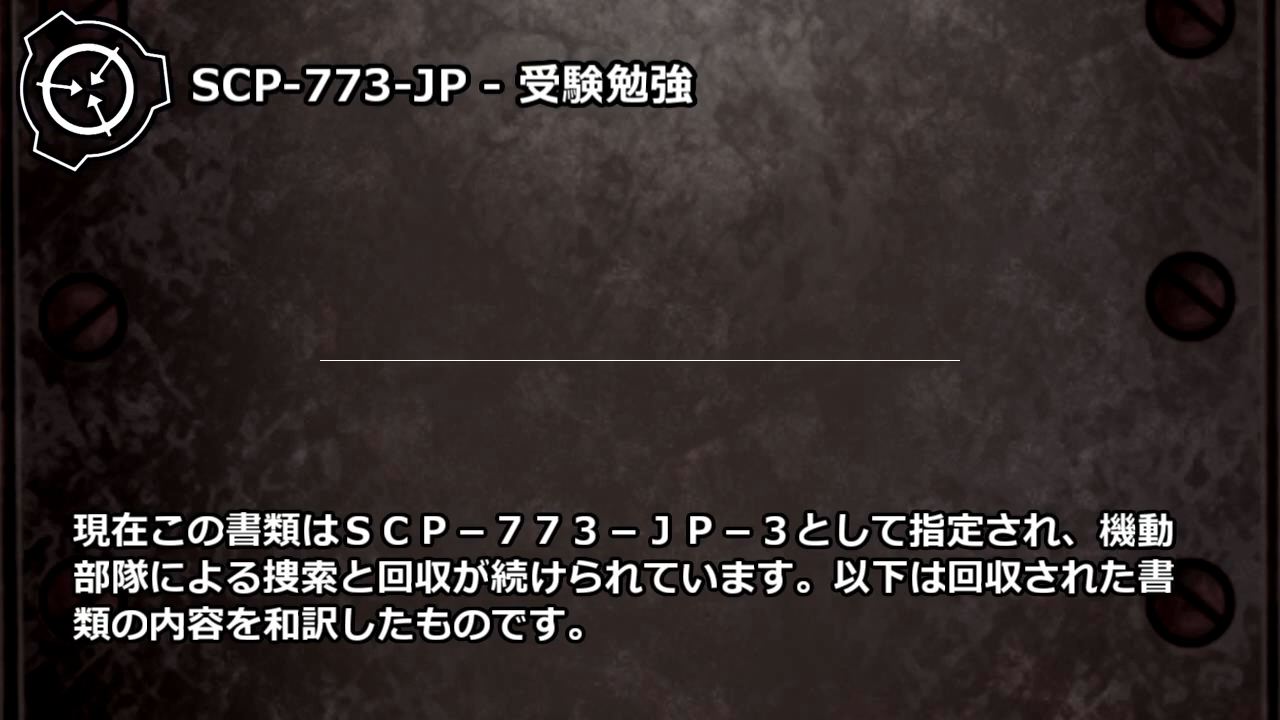 SCP-773-JP - 受験勉強
現在この書類はＳＣＰ－７７３－ＪＰ－３として指定され、機動
部隊による捜索と回収が続けられています。以下は回収された書
類の内容を和訳したものです。